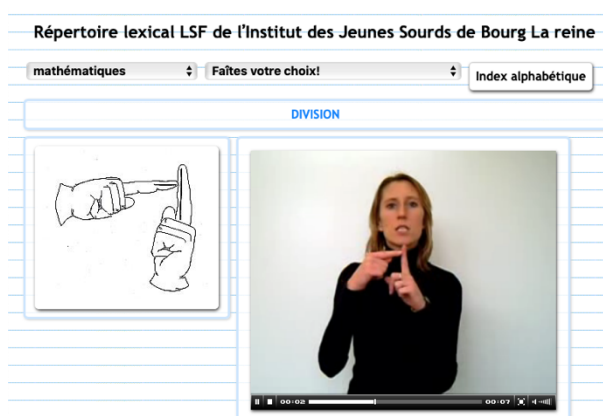 Répertoire lexical LSF de l'Institut des Jeunes Sourds de Bourg La reine
mathématiques
Faîtes votre choix!
Index alphabétique
DIVISION
00:02
00:07